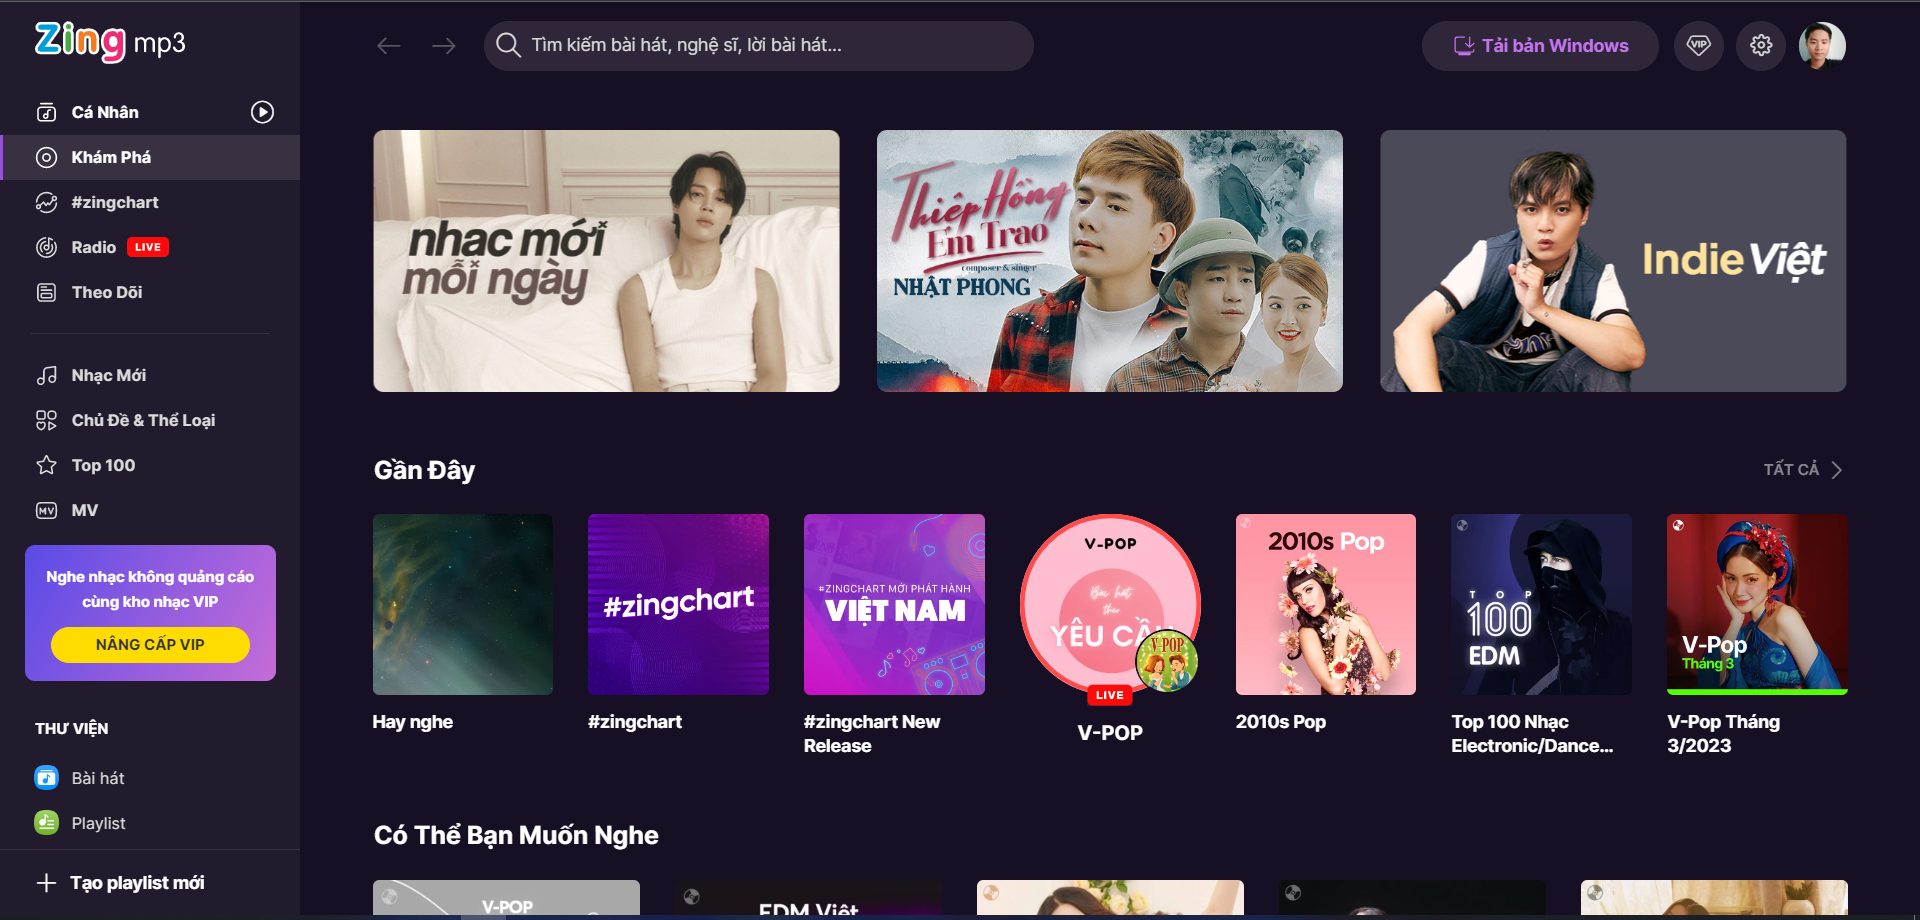 Zing mp3
Tìm kiếm bài hát, nghệ sĩ, lời bài hát...
Tải bản Windows
VIP
Cá Nhân
Khám Phá
#zingchart
Radio LIVE
Theo Dõi
Nhạc Mới
Chủ Đề & Thể Loại
Top 100
MV
MV
Nghe nhạc không quảng cáo
cùng kho nhạc VIP
NÂNG CẤP VIP
THƯ VIỆN
Bài hát
Playlist
Tạo playlist mới
nhạc mới
mỗi ngày
Thiệp Hồng
Em Trao
composer & singer
NHẬT PHONG
Indie Việt
Gần Đây
TẤT CẢ
#zingchart
#ZINGCHART MỚI PHÁT HÀNH
VIỆT NAM
V-POP
Bài hát
theo
YÊU CẦU
V-POP
LIVE
2010s Pop
TOP
100
EDM
V-Pop
Tháng 3
Hay nghe
#zingchart
#zingchart New
Release
V-POP
2010s Pop
Top 100 Nhạc
Electronic/Dance...
V-Pop Tháng
3/2023
Có Thể Bạn Muốn Nghe
V-POP
EDM Việt